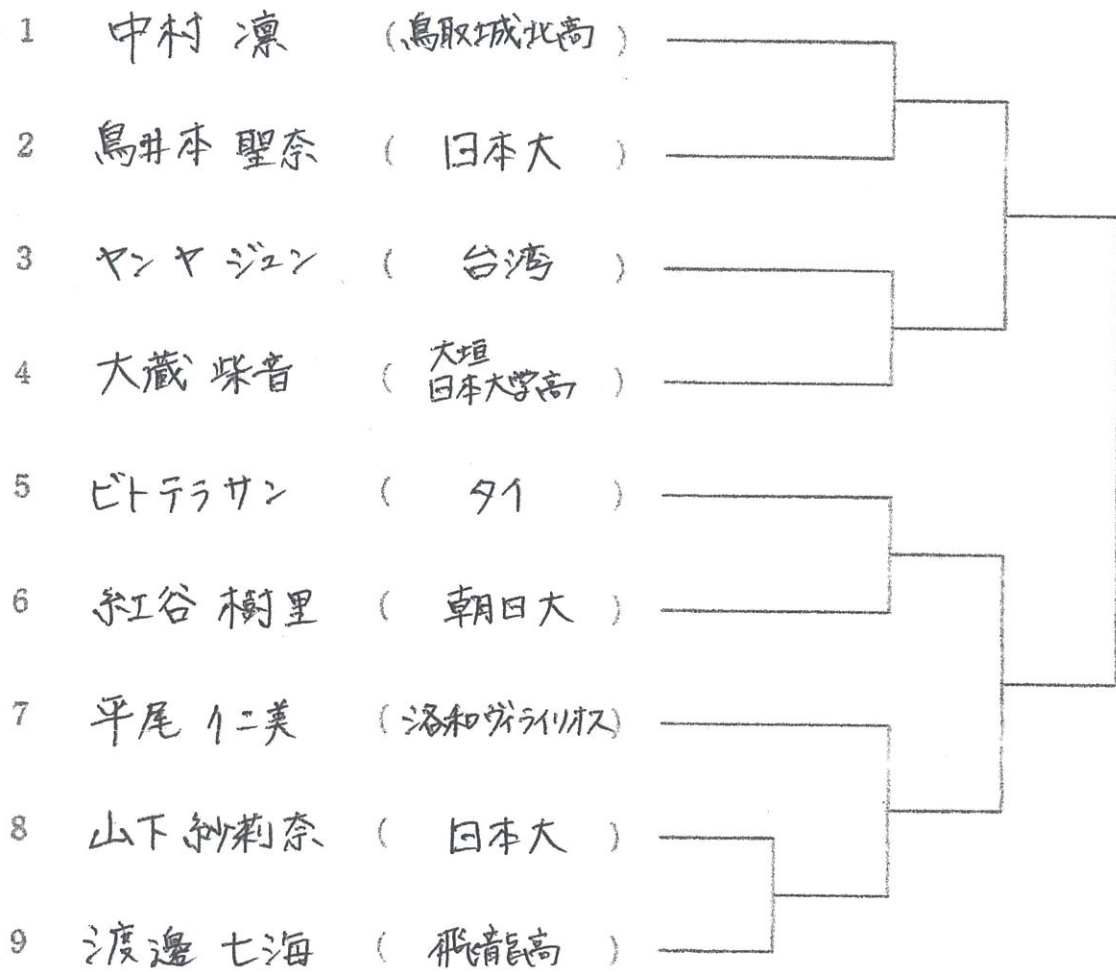 1 中村 凛 (鳥取城北高)
2 鳥井本 聖奈 (日本大)
3 ヤン ヤ ジュン (台湾)
4 大蔵 柴音 (大垣日本大学高)
5 ビトテラサン (タイ)
6 紅谷 樹里 (朝日大)
7 平尾 仁美 (洛和ヴィライリオス)
8 山下 紗莉奈 (日本大)
9 渡邊 七海 (飛龍高)